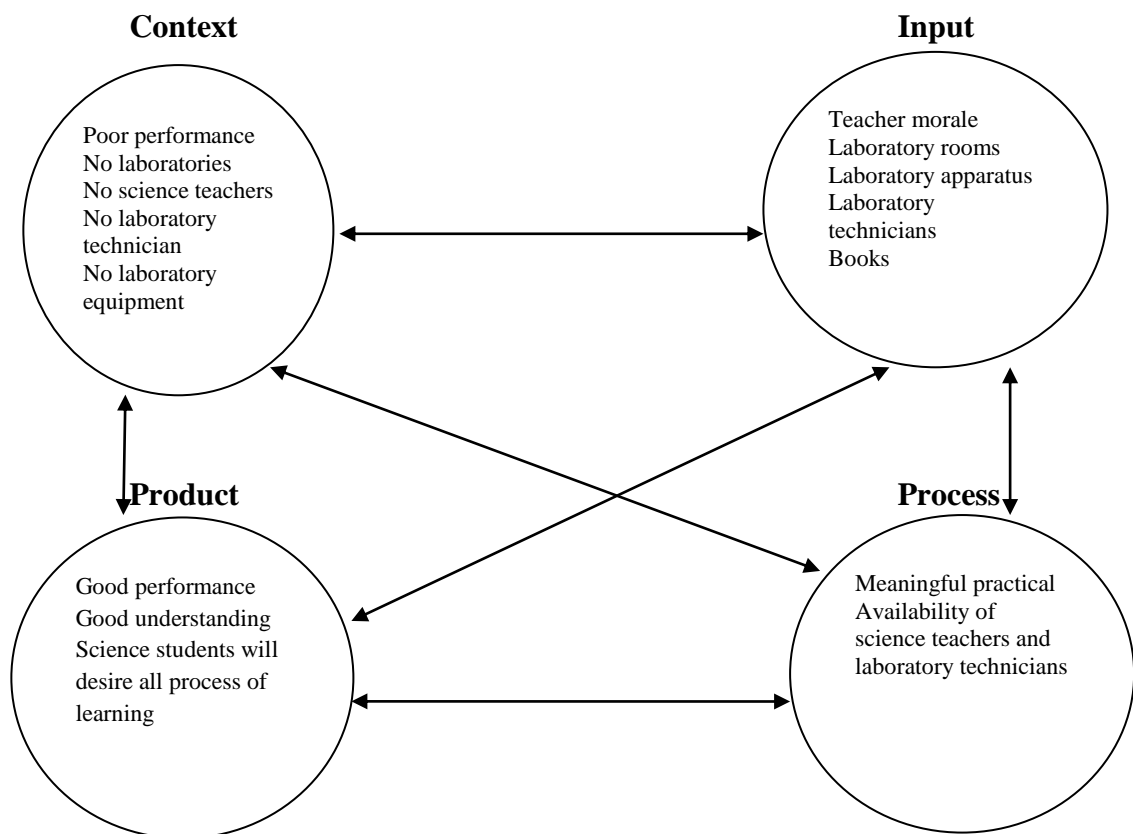 Context
Poor performance
No laboratories
No science teachers
No laboratory
technician
No laboratory
equipment
Input
Teacher morale
Laboratory rooms
Laboratory apparatus
Laboratory
technicians
Books
Product
Good performance
Good understanding
Science students will
desire all process of
learning
Process
Meaningful practical
Availability of
science teachers and
laboratory technicians